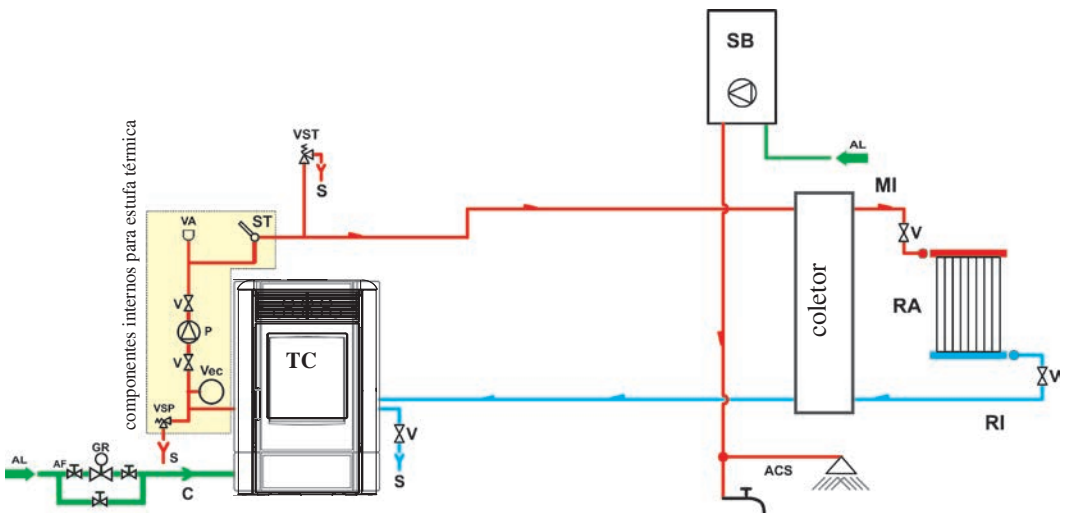 SB
AL
componentes internos para estufa térmica
VST
S
VA
ST
MI
V
V
P
V
Vec
TC
coletor
RA
V
VSP
S
V
S
RI
AL
AF
GR
C
ACS